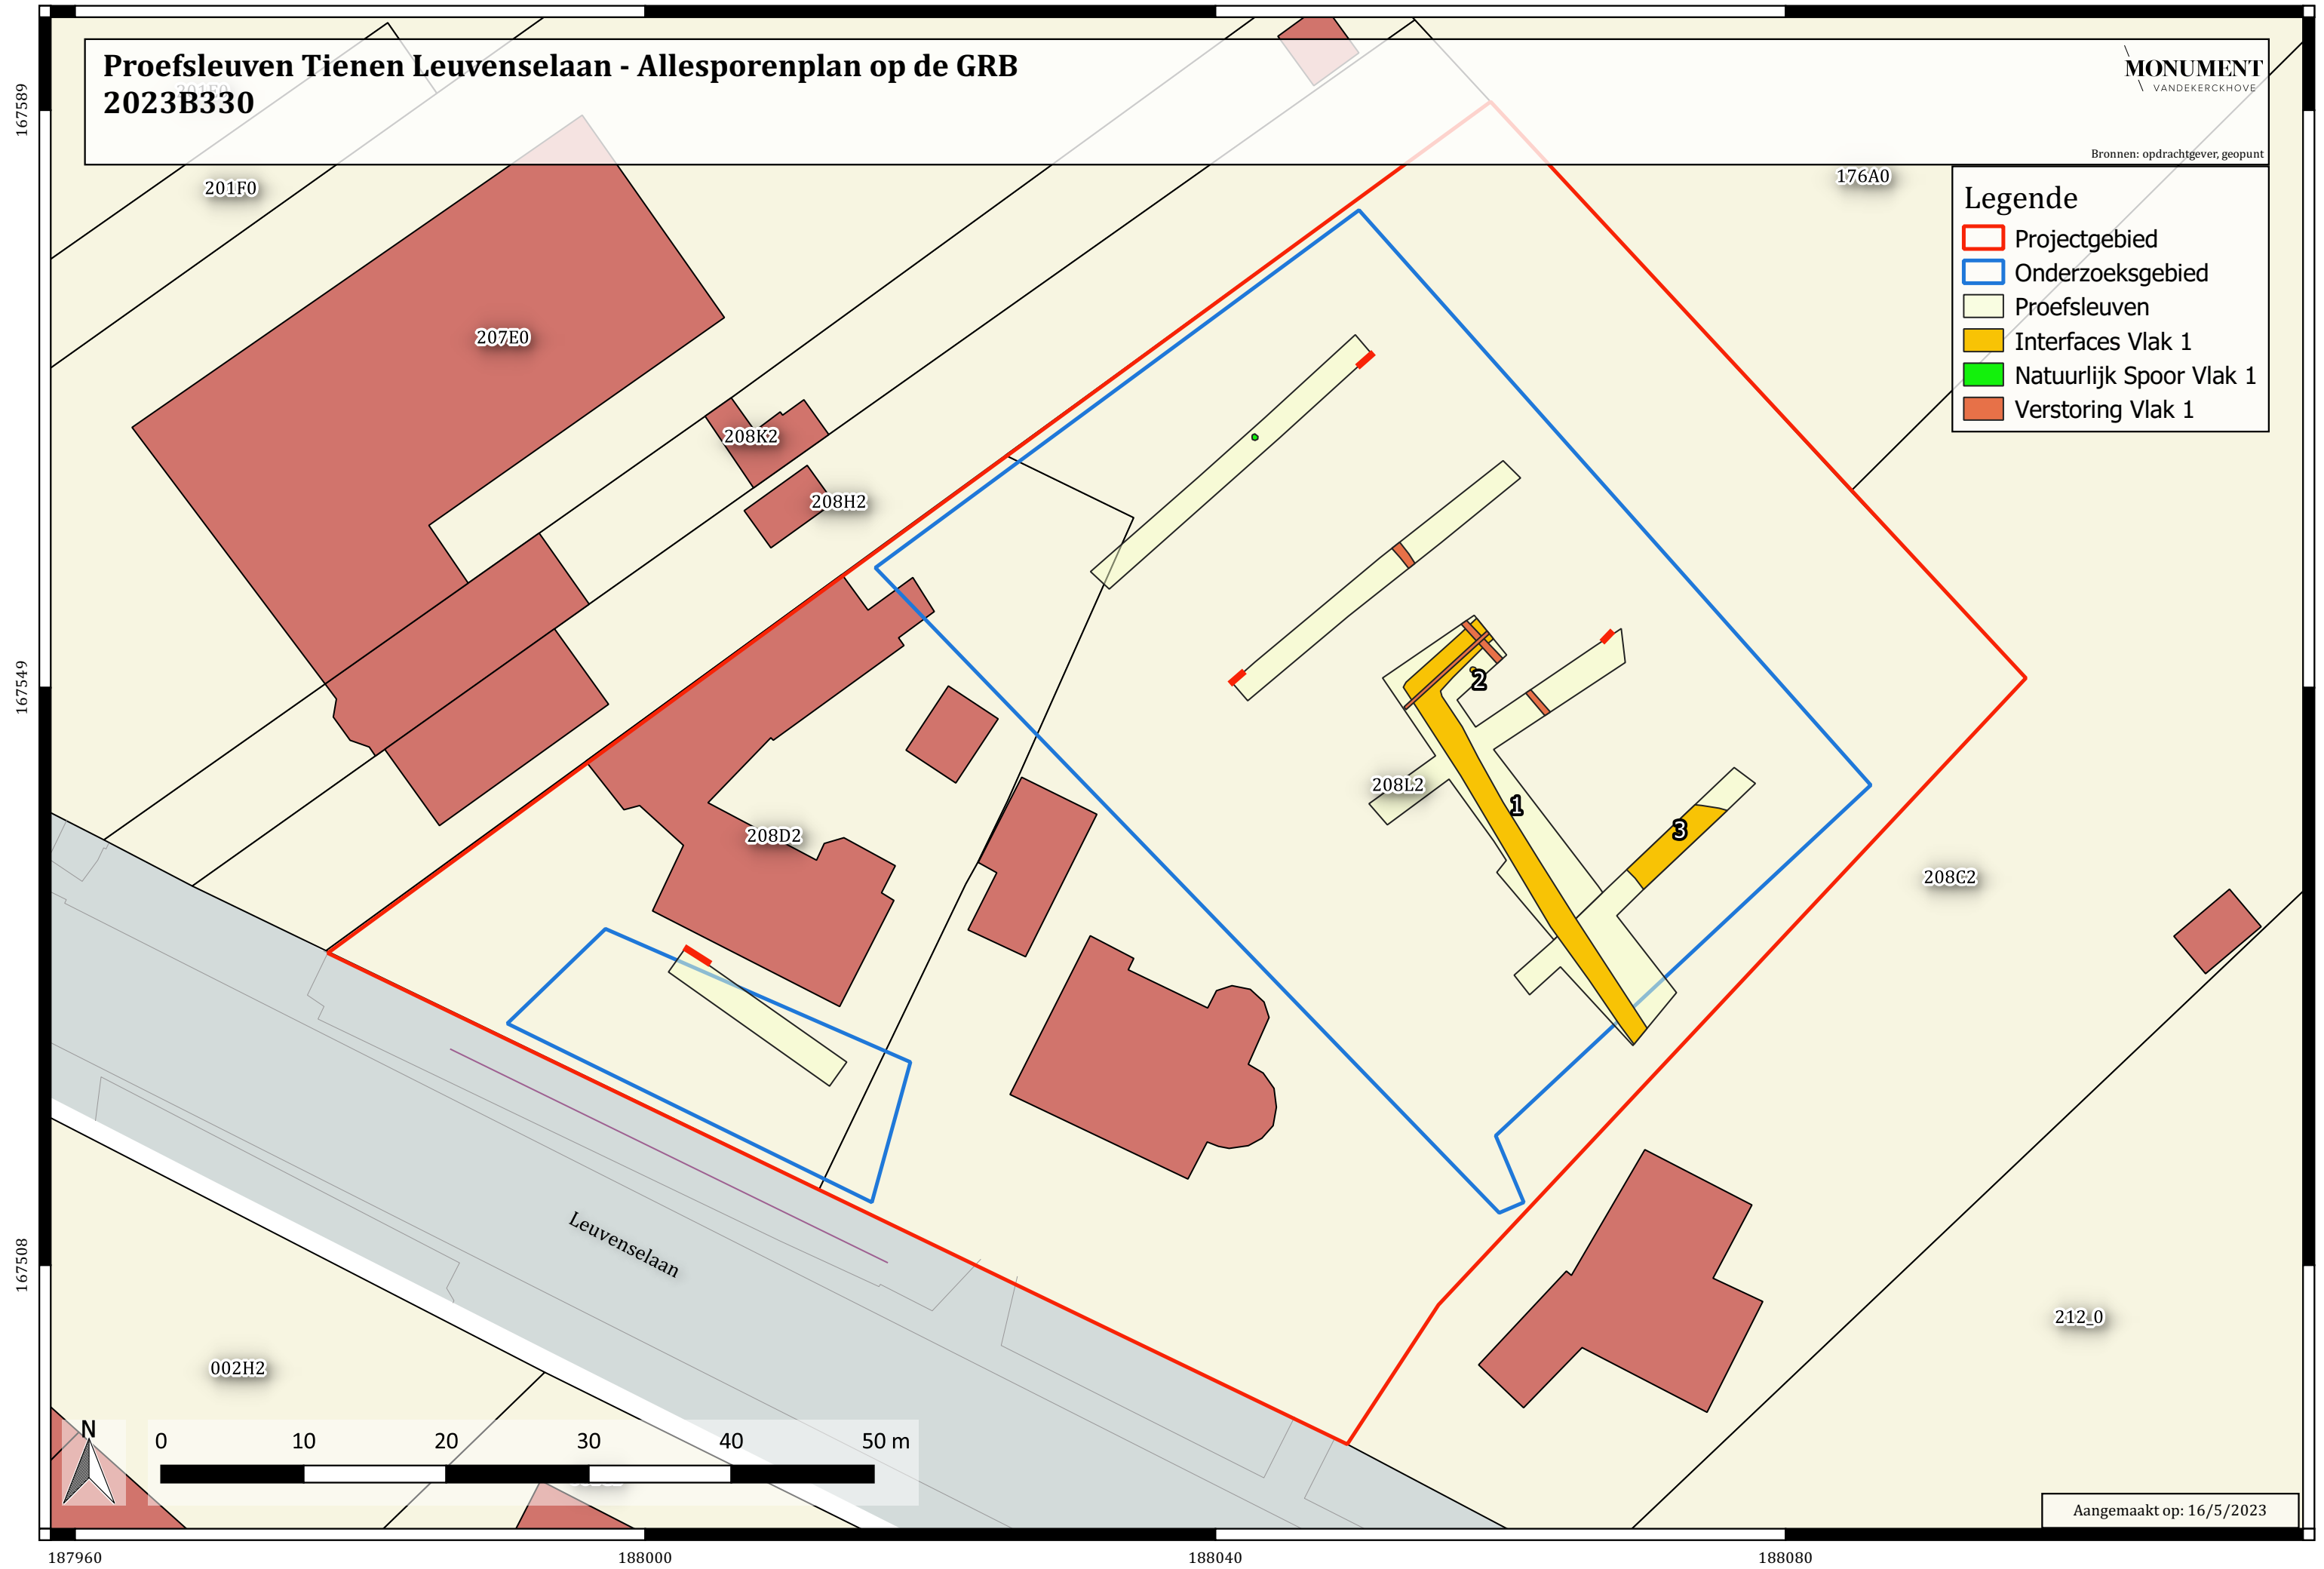 Proefsleuven Tienen Leuvenselaan - Allesporenplan op de GRB
2023B330
MONUMENT
VANDEKERCKHOVE
Bronnen: opdrachtgever, geopunt
Legende
Projectgebied
Onderzoeksgebied
Proefsleuven
Interfaces Vlak 1
Natuurlijk Spoor Vlak 1
Verstoring Vlak 1
167589
167549
167508
201F0
201F0
176A0
207E0
208K2
208H2
2
208L2
1
3
208D2
208C2
Leuvenselaan
212_0
002H2
N
0 10 20 30 40 50 m
Aangemaakt op: 16/5/2023
187960 188000 188040 188080